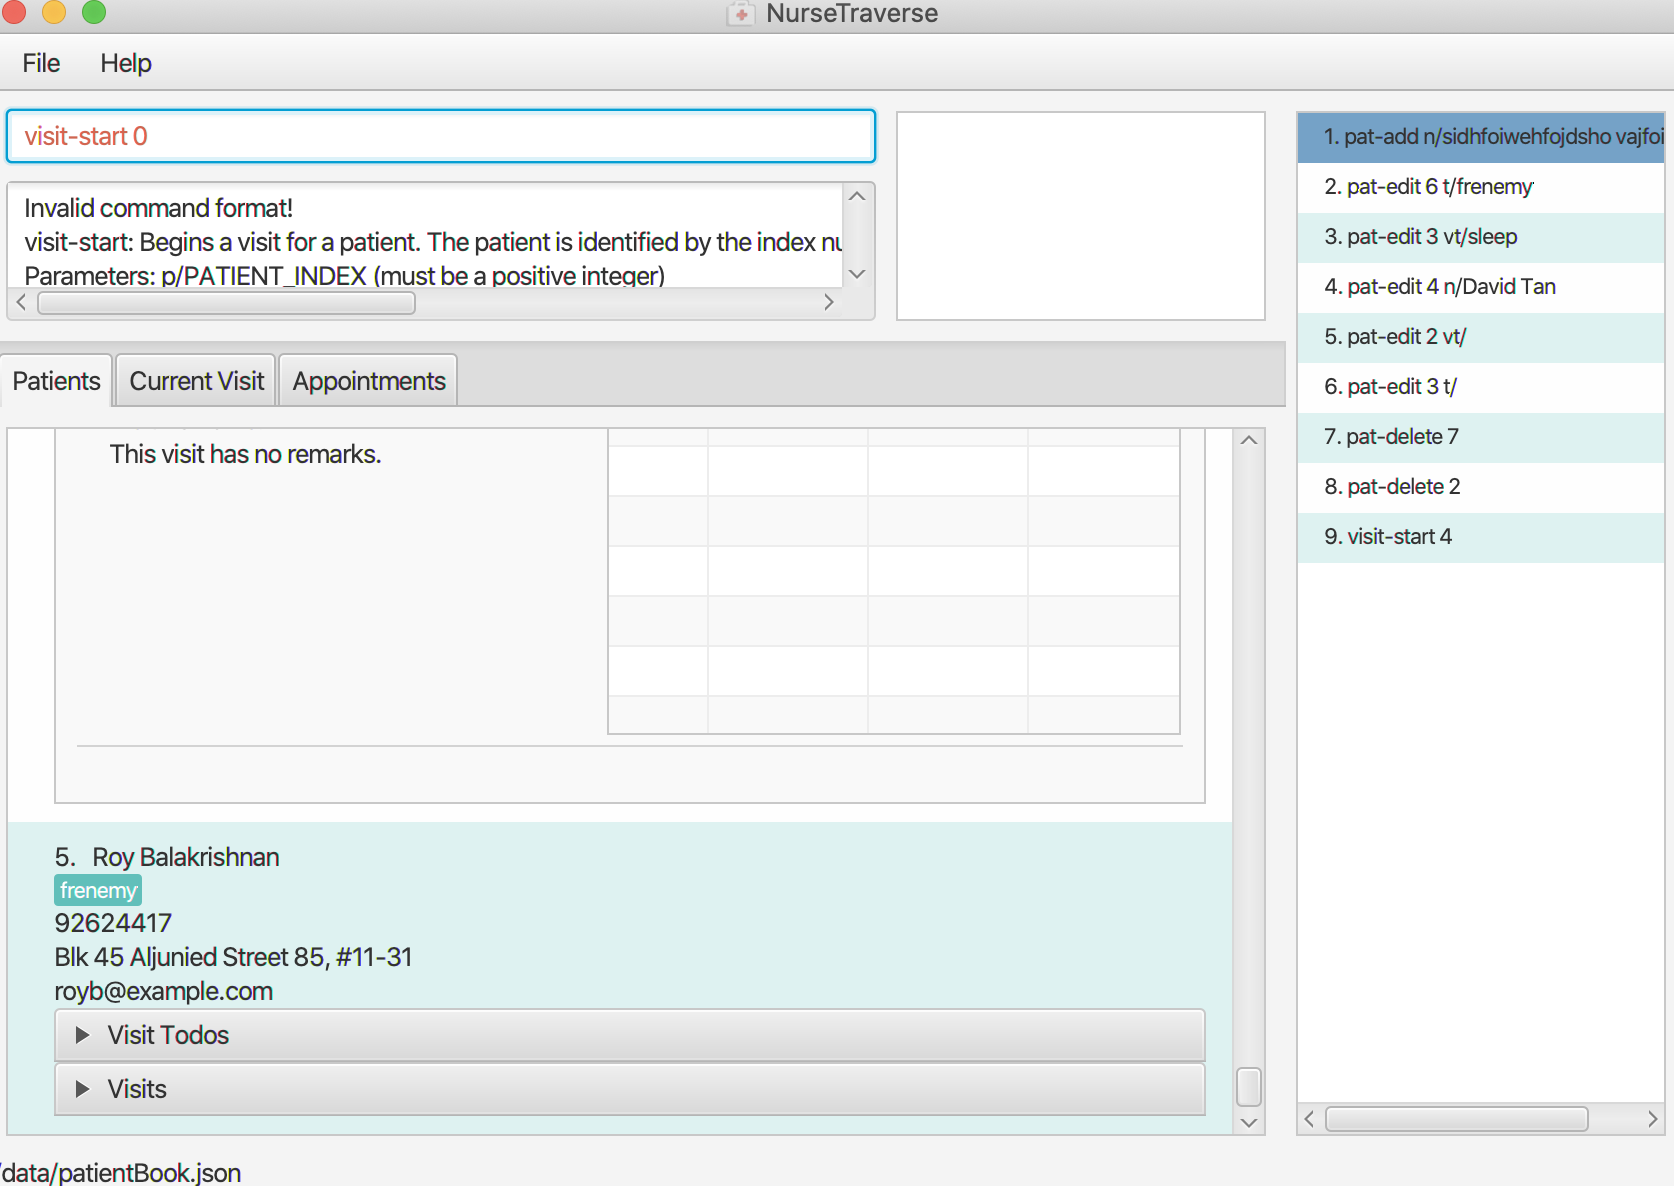 NurseTraverse
File Help
visit-start 0
Invalid command format!
visit-start: Begins a visit for a patient. The patient is identified by the index
Parameters: p/PATIENT_INDEX (must be a positive integer)
Patients Current Visit Appointments
This visit has no remarks.
5. Roy Balakrishnan
frenemy
92624417
Blk 45 Aljunied Street 85, #11-31
royb@example.com
Visit Todos
Visits
1. pat-add n/sidhfoiwehfojdsho vajfoi
2. pat-edit 6 t/frenemy
3. pat-edit 3 vt/sleep
4. pat-edit 4 n/David Tan
5. pat-edit 2 vt/
6. pat-edit 3 t/
7. pat-delete 7
8. pat-delete 2
9. visit-start 4
/data/patientBook.json